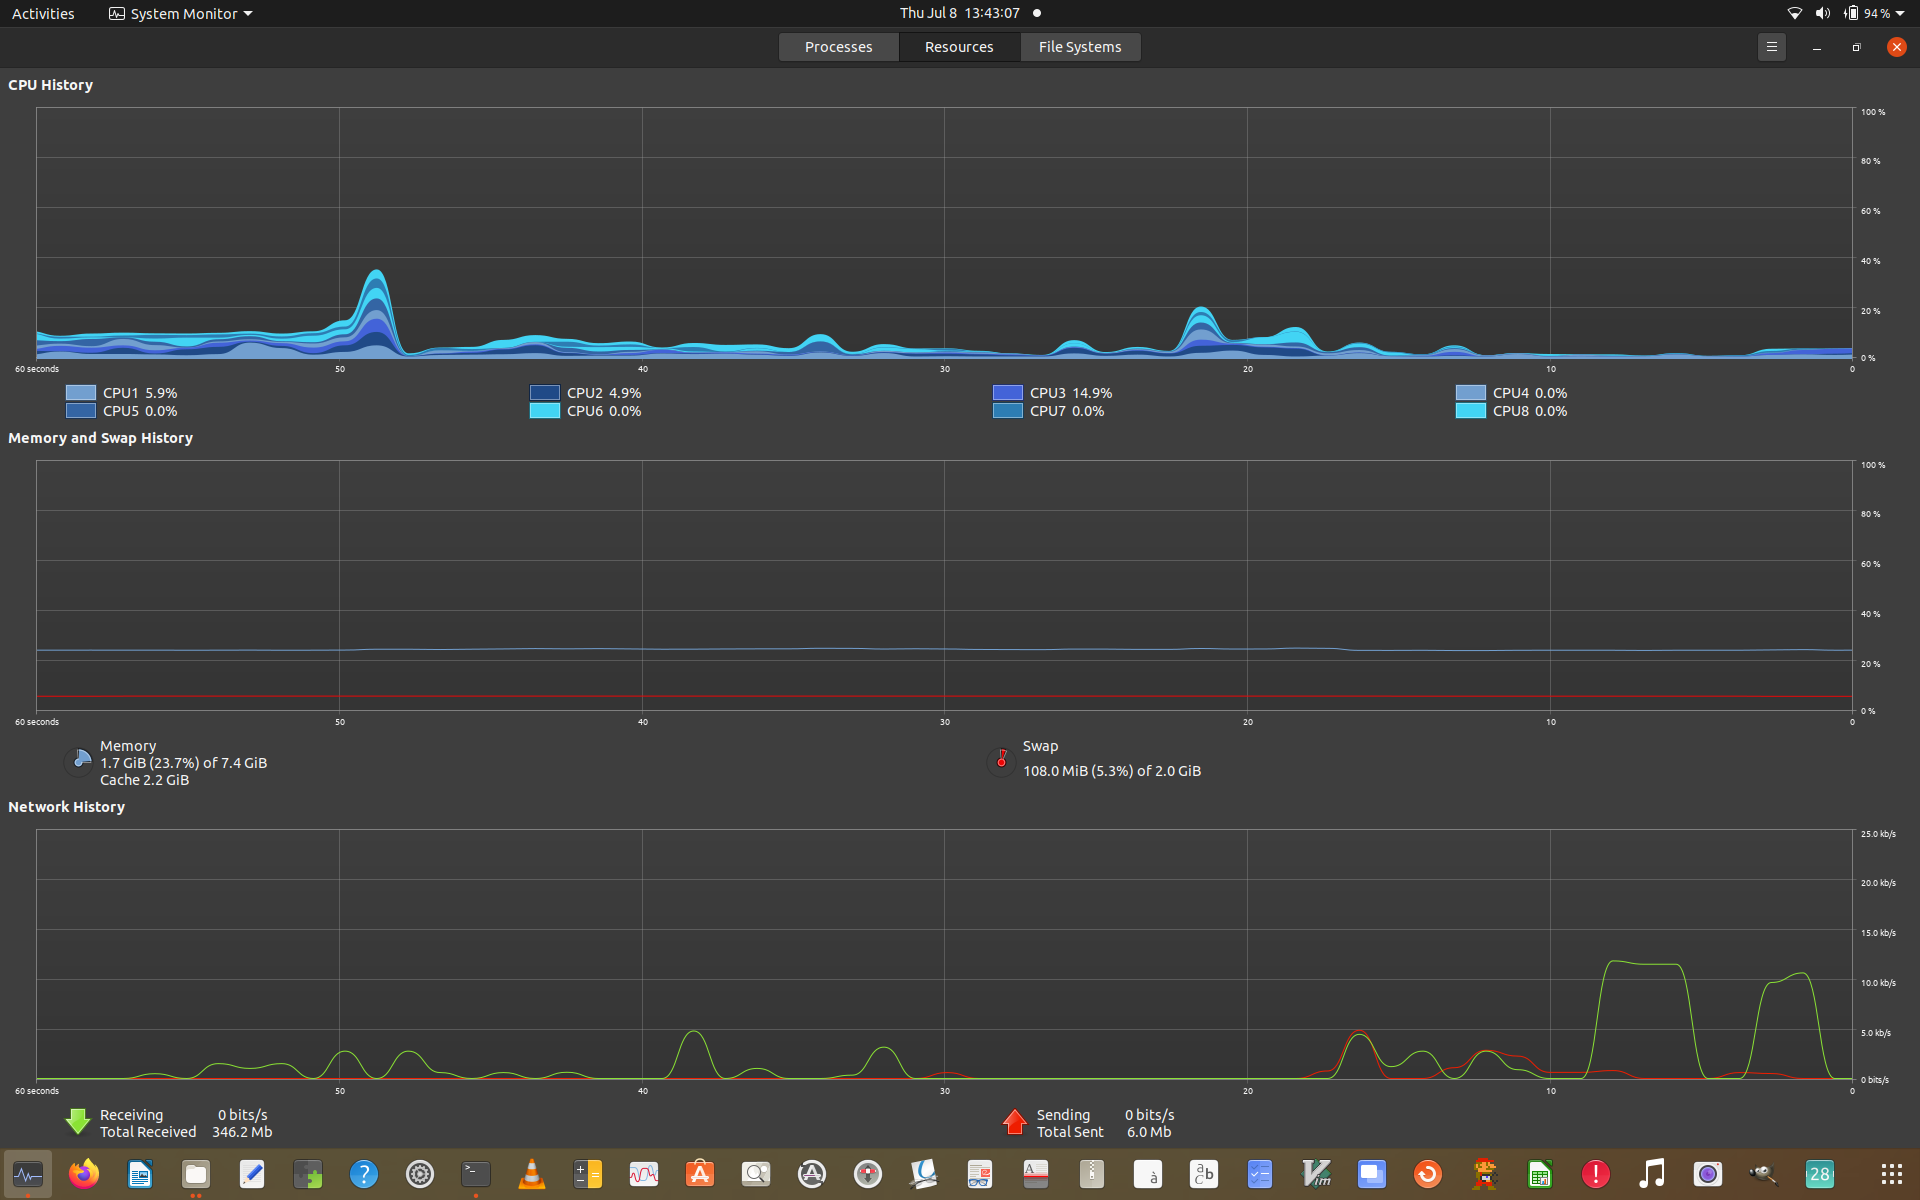 Activities System Monitor Thu Jul 8 13:43:07 94 %
Processes Resources File Systems
CPU History
100 %
80 %
60 %
40 %
20 %
0 %
60 seconds 50 40 30 20 10 0
CPU1 5.9% CPU2 4.9% CPU3 14.9% CPU4 0.0%
CPU5 0.0% CPU6 0.0% CPU7 0.0% CPU8 0.0%
Memory and Swap History
100 %
80 %
60 %
40 %
20 %
0 %
60 seconds 50 40 30 20 10 0
Memory
1.7 GiB (23.7%) of 7.4 GiB
Cache 2.2 GiB
Swap
108.0 MiB (5.3%) of 2.0 GiB
Network History
25.0 kb/s
20.0 kb/s
15.0 kb/s
10.0 kb/s
5.0 kb/s
0 bits/s
60 seconds 50 40 30 20 10 0
Receiving 0 bits/s
Total Received 346.2 Mb
Sending 0 bits/s
Total Sent 6.0 Mb
? >_ A à a b c Vim ! 28